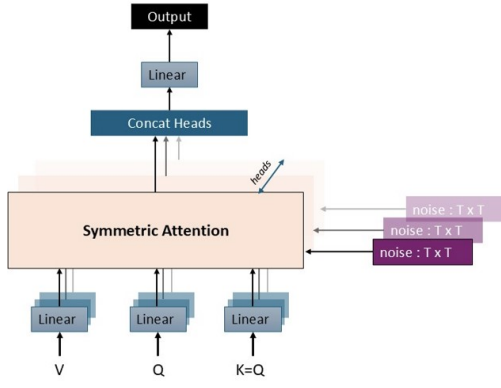 Output
Linear
Concat Heads
heads
Symmetric Attention
noise : T x T
noise : T x T
noise : T x T
Linear
Linear
Linear
V
Q
K=Q